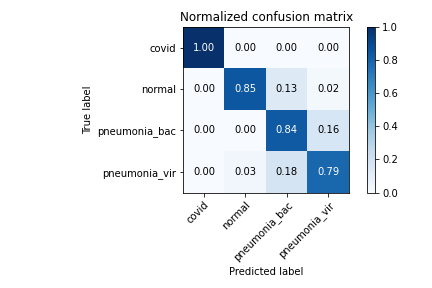 Normalized confusion matrix
True label
covid 1.00 0.00 0.00 0.00
normal 0.00 0.85 0.13 0.02
pneumonia_bac 0.00 0.00 0.84 0.16
pneumonia_vir 0.00 0.03 0.18 0.79
covid normal pneumonia_bac pneumonia_vir
Predicted label
1.0
0.8
0.6
0.4
0.2
0.0